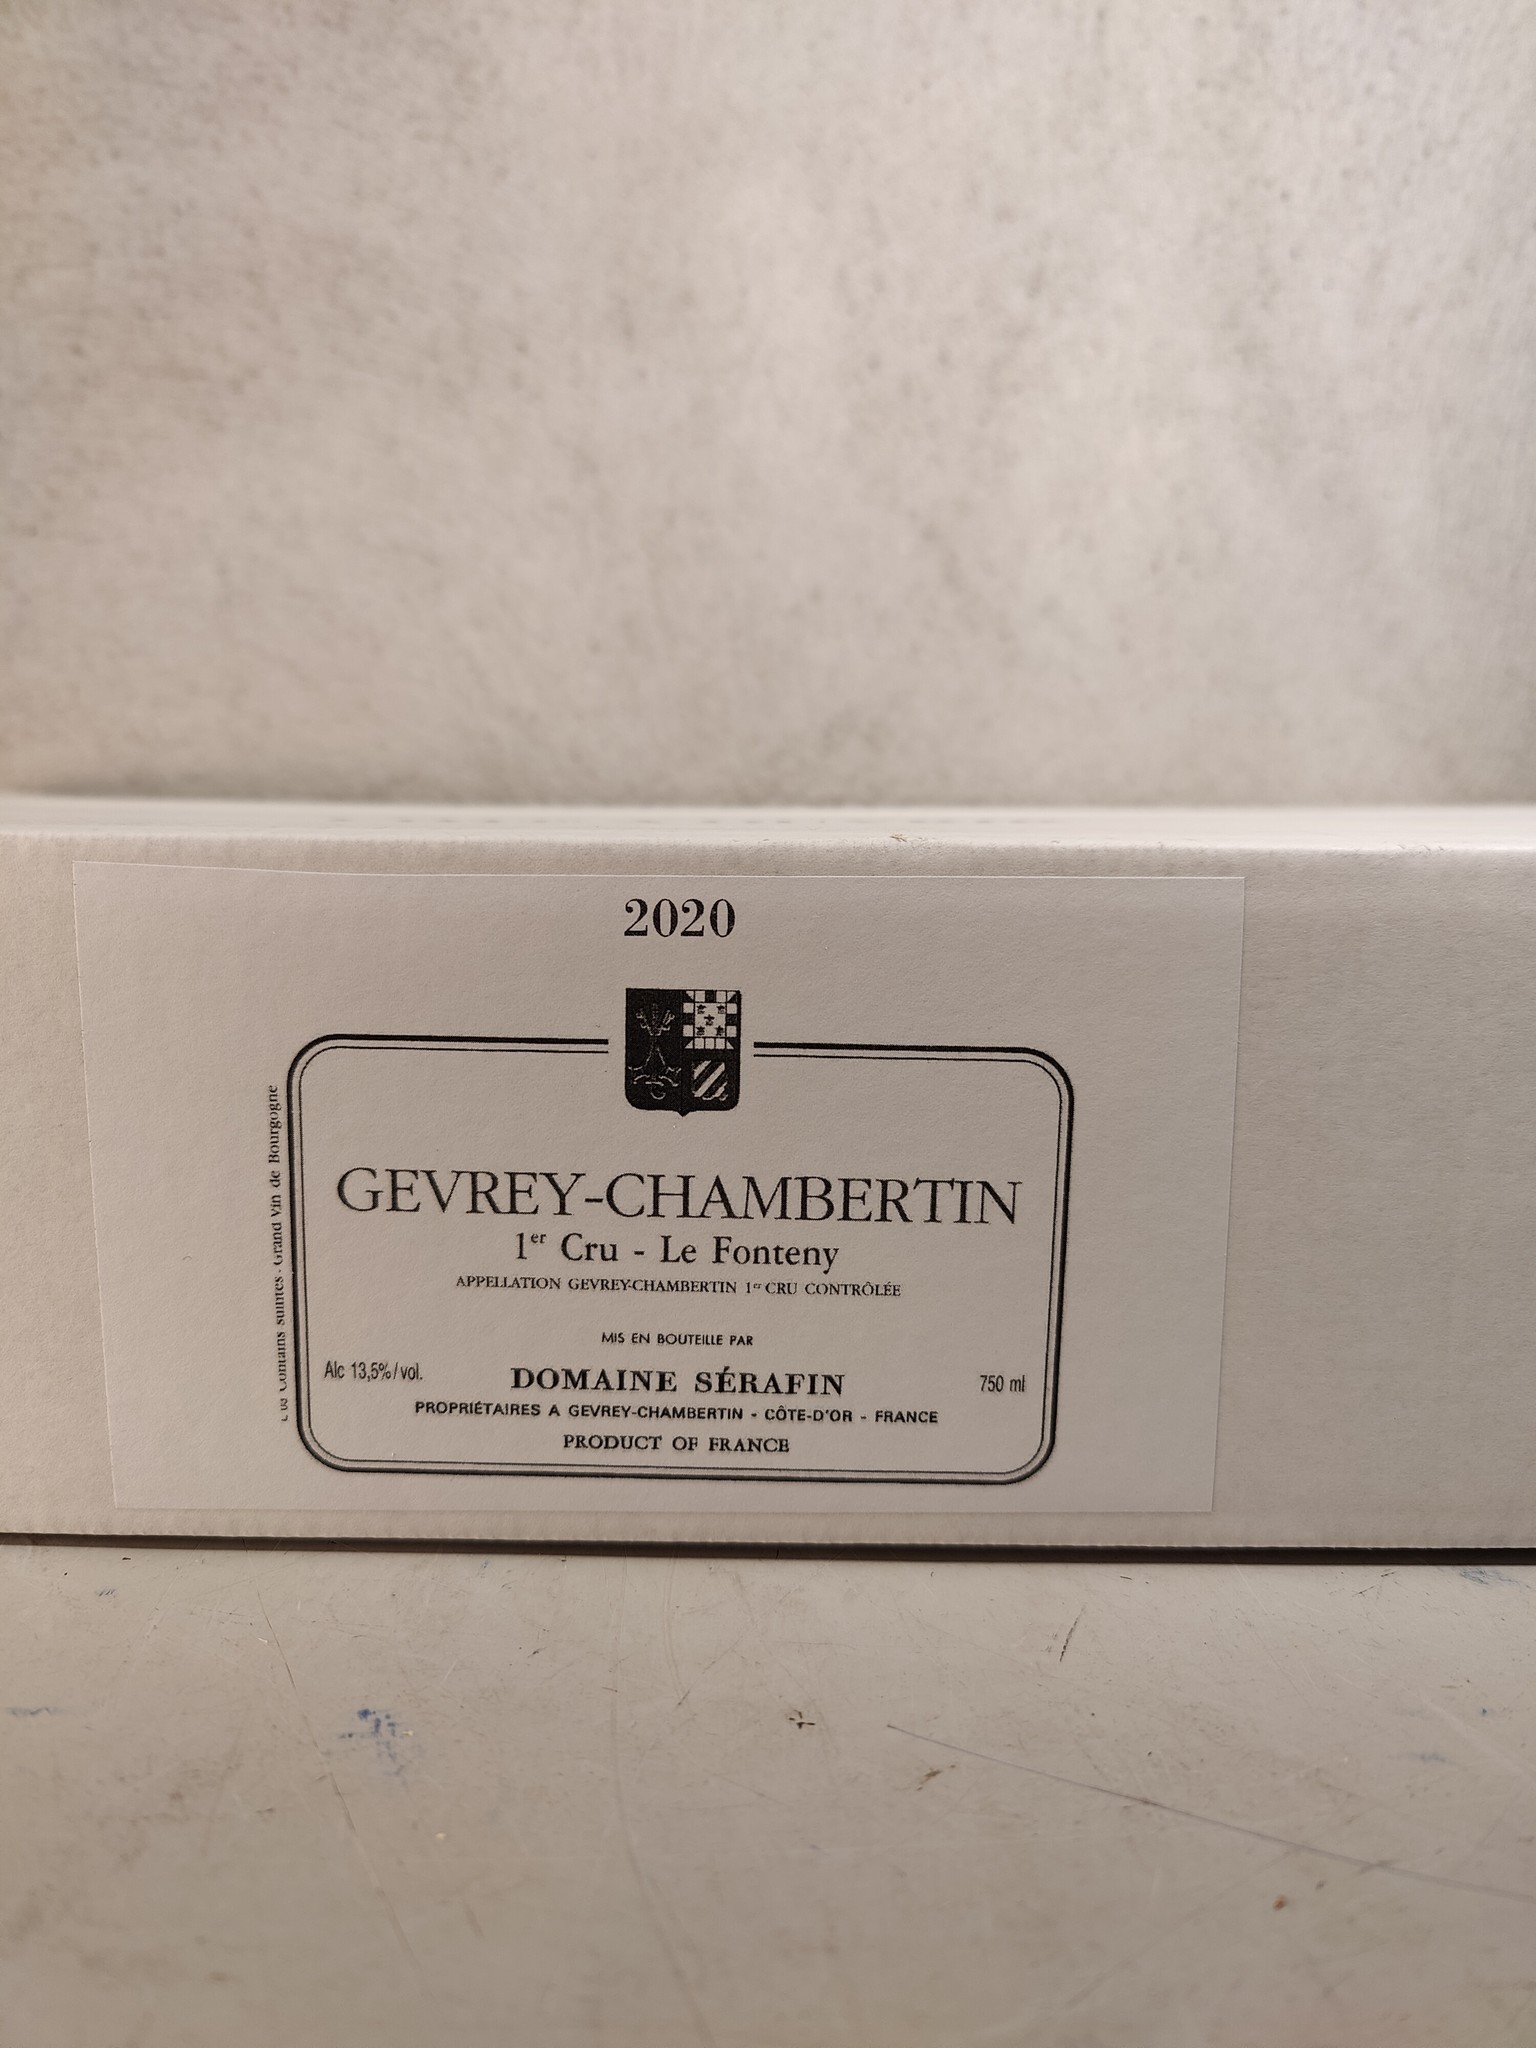 2020
GEVREY-CHAMBERTIN
1er Cru - Le Fonteny
APPELLATION GEVREY-CHAMBERTIN 1er CRU CONTRÔLÉE
MIS EN BOUTEILLE PAR
Alc 13,5%/vol.
DOMAINE SÉRAFIN
750 ml
PROPRIÉTAIRES A GEVREY-CHAMBERTIN - CÔTE-D'OR - FRANCE
PRODUCT OF FRANCE
Contains sulfites - Grand Vin de Bourgogne